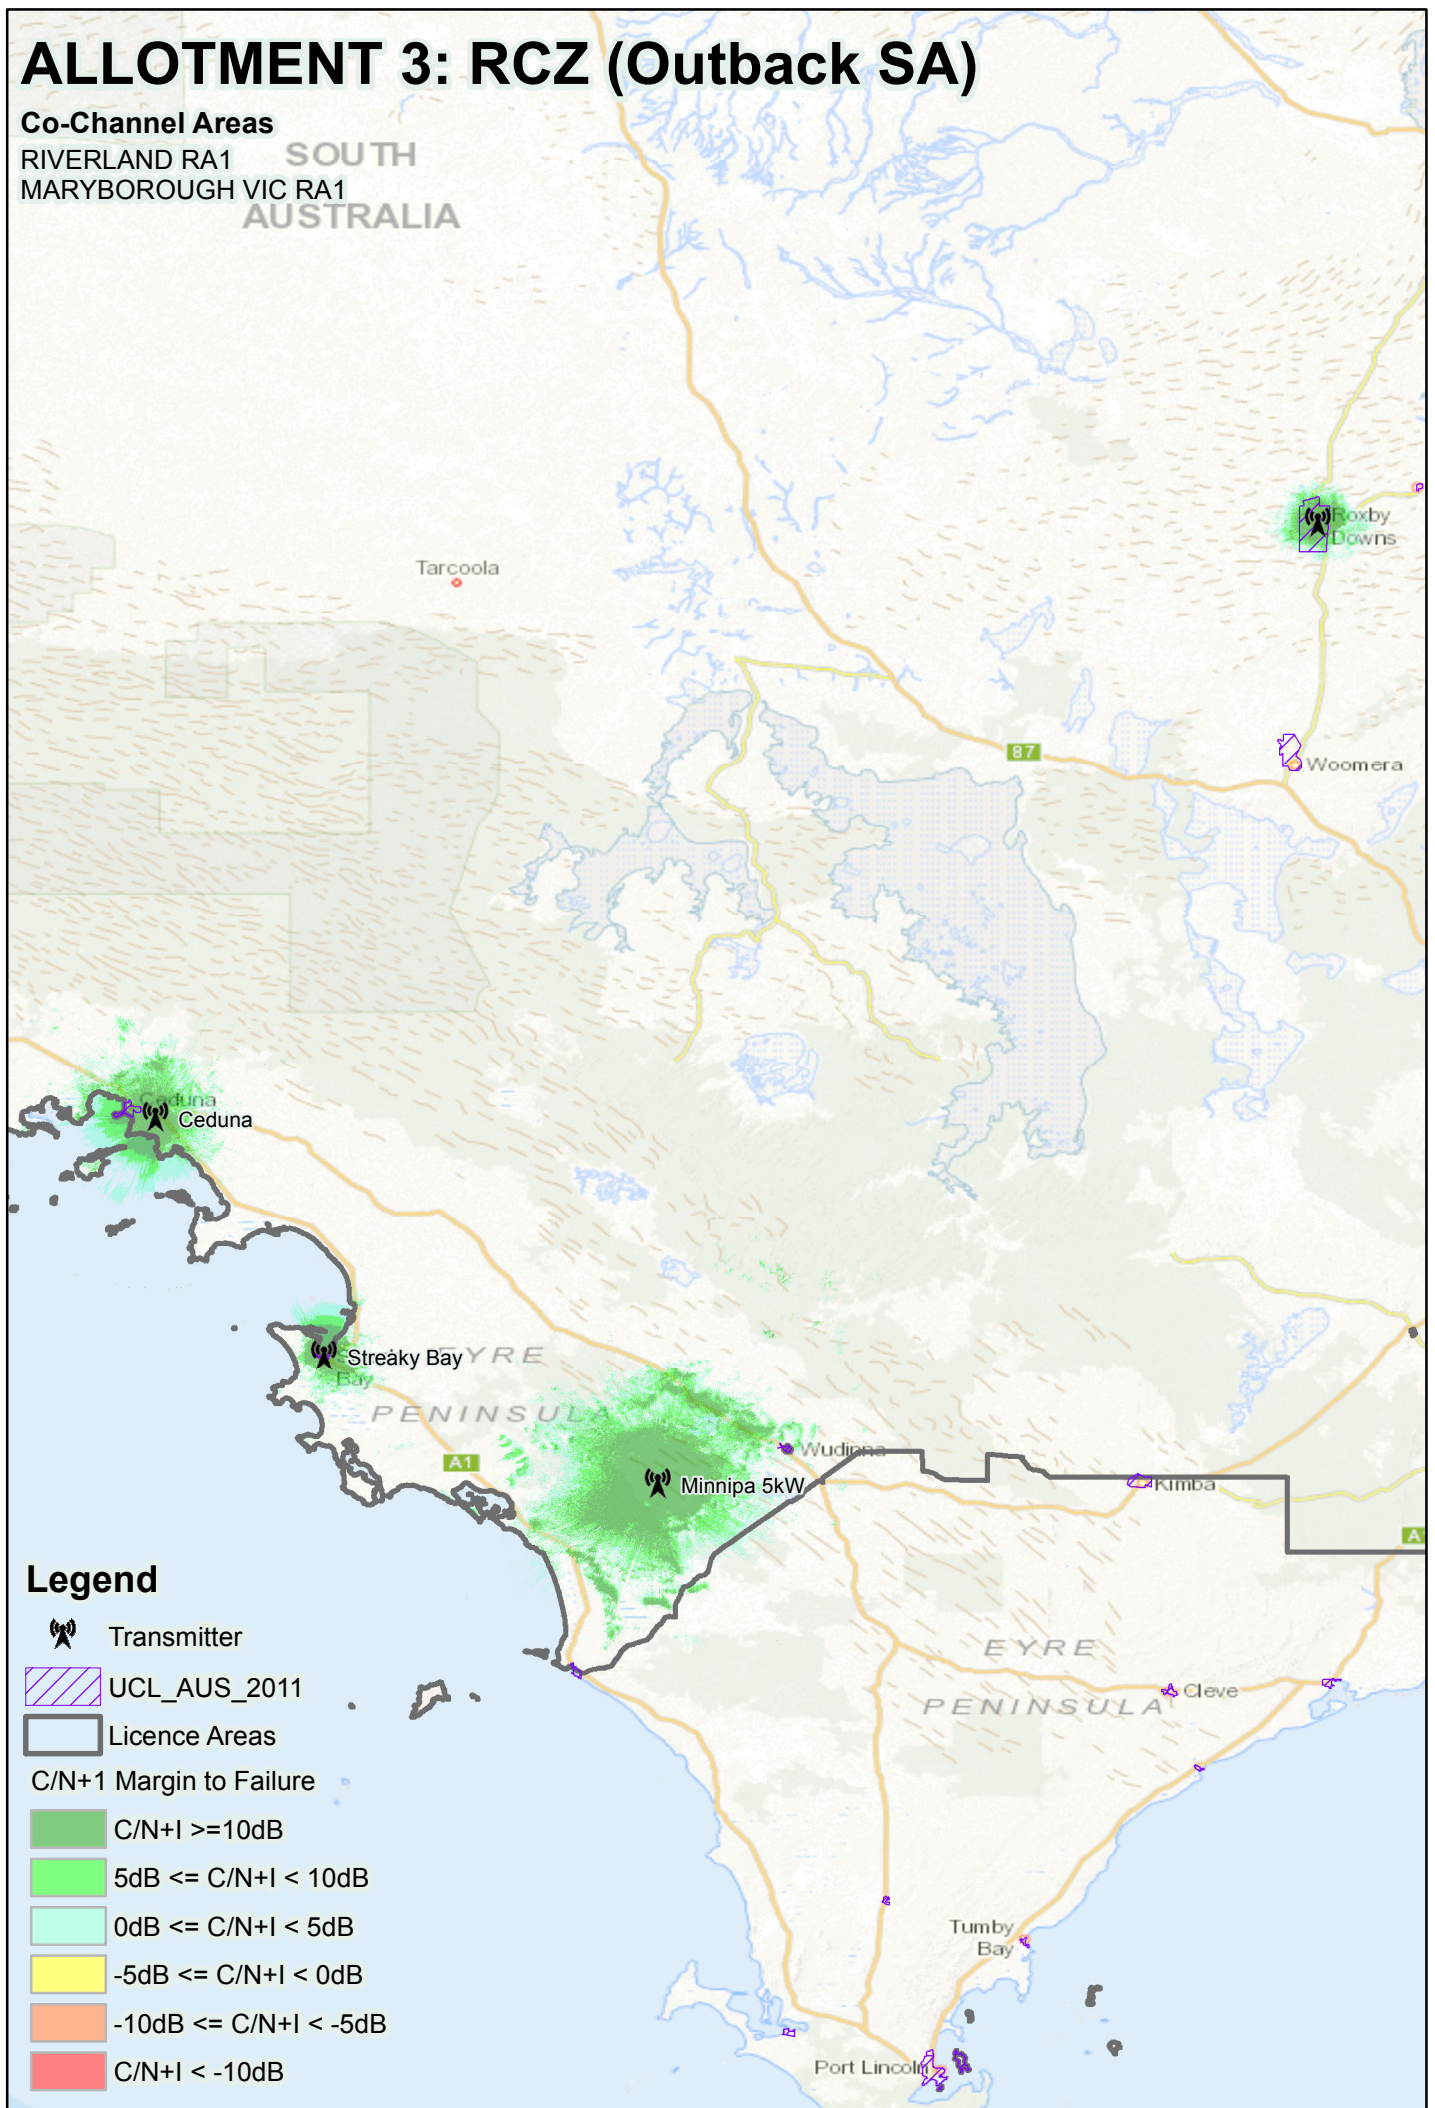 ALLOTMENT 3: RCZ (Outback SA)
Co-Channel Areas
RIVERLAND RA1
MARYBOROUGH VIC RA1
SOUTH
AUSTRALIA
Roxby
Downs
Tarcoola
87
Woomera
Ceduna
Ceduna
Streaky Bay
Bay
EYRE
PENINSULA
A1
Wudinna
Minnipa 5kW
Kimba
EYRE
PENINSULA
Cleve
Tumby
Bay
Port Lincoln
Legend
Transmitter
UCL_AUS_2011
Licence Areas
C/N+1 Margin to Failure
C/N+I >=10dB
5dB <= C/N+I < 10dB
0dB <= C/N+I < 5dB
-5dB <= C/N+I < 0dB
-10dB <= C/N+I < -5dB
C/N+I < -10dB